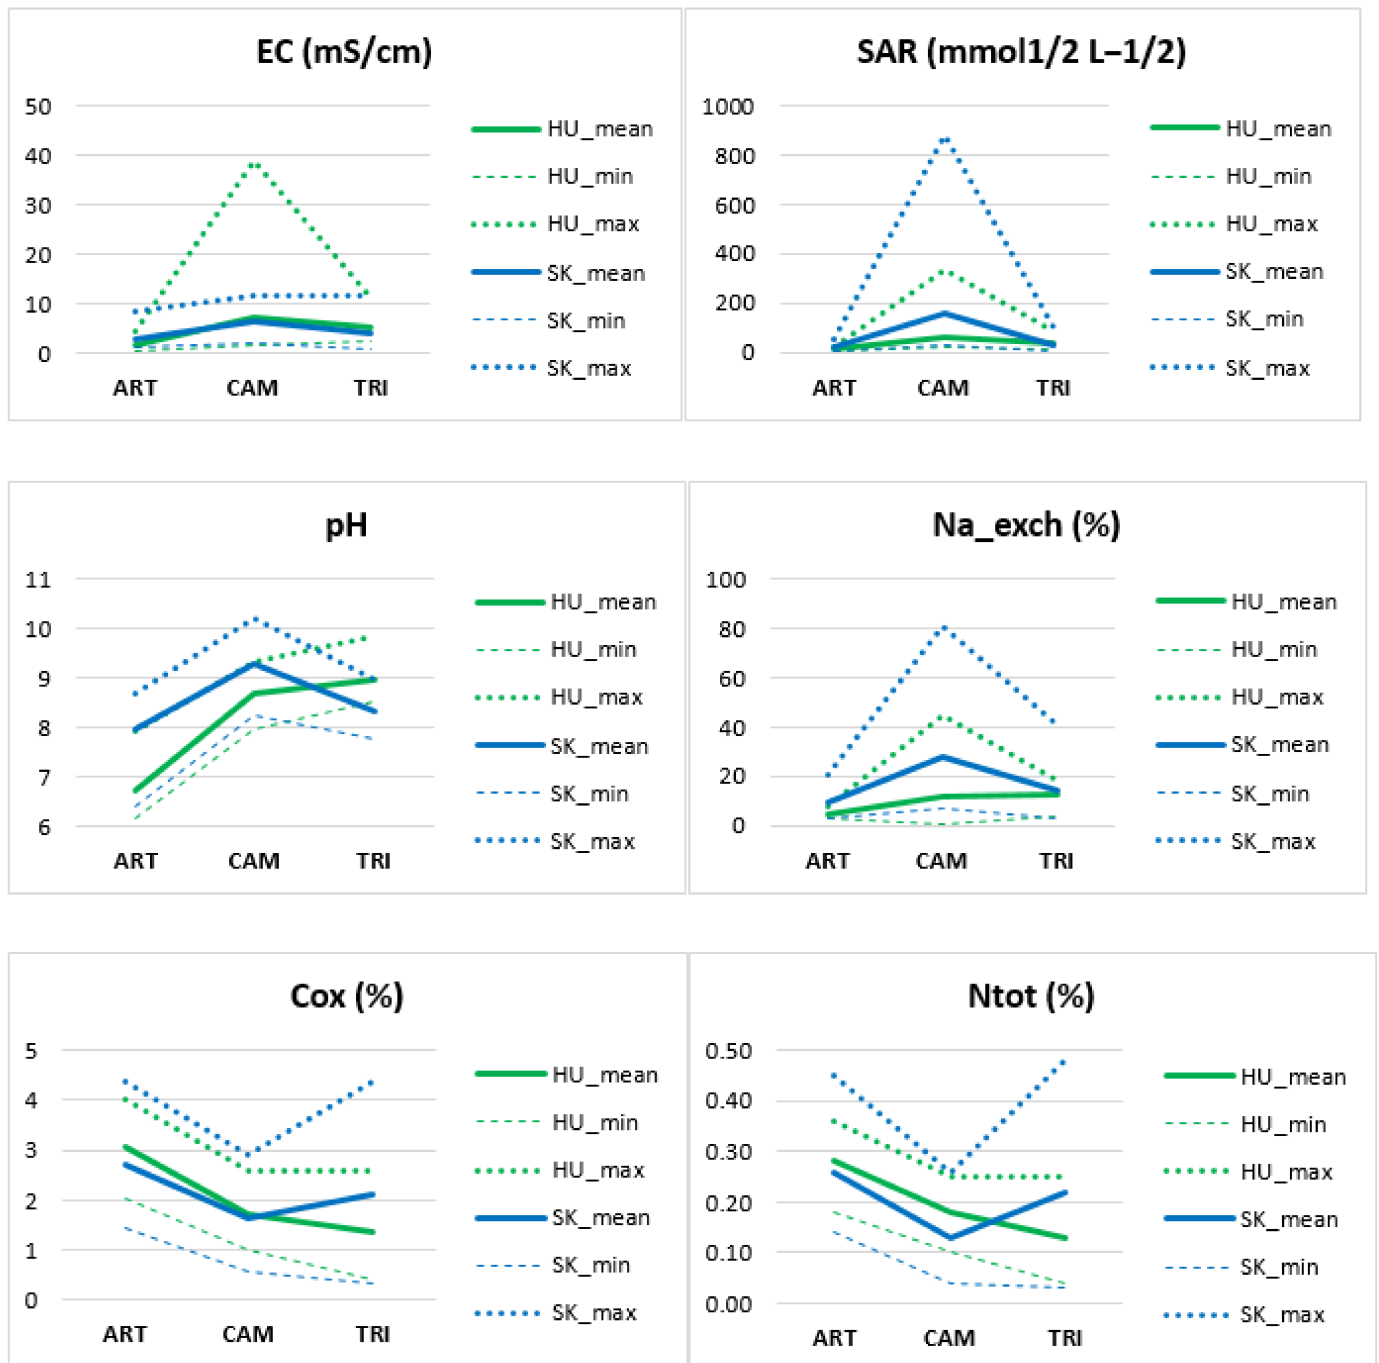 EC (mS/cm)
50
40
30
20
10
0
ART CAM TRI
HU_mean
HU_min
HU_max
SK_mean
SK_min
SK_max
SAR (mmol1/2 L−1/2)
1000
800
600
400
200
0
ART CAM TRI
HU_mean
HU_min
HU_max
SK_mean
SK_min
SK_max
pH
11
10
9
8
7
6
ART CAM TRI
HU_mean
HU_min
HU_max
SK_mean
SK_min
SK_max
Na_exch (%)
100
80
60
40
20
0
ART CAM TRI
HU_mean
HU_min
HU_max
SK_mean
SK_min
SK_max
Cox (%)
5
4
3
2
1
0
ART CAM TRI
HU_mean
HU_min
HU_max
SK_mean
SK_min
SK_max
Ntot (%)
0.50
0.40
0.30
0.20
0.10
0.00
ART CAM TRI
HU_mean
HU_min
HU_max
SK_mean
SK_min
SK_max